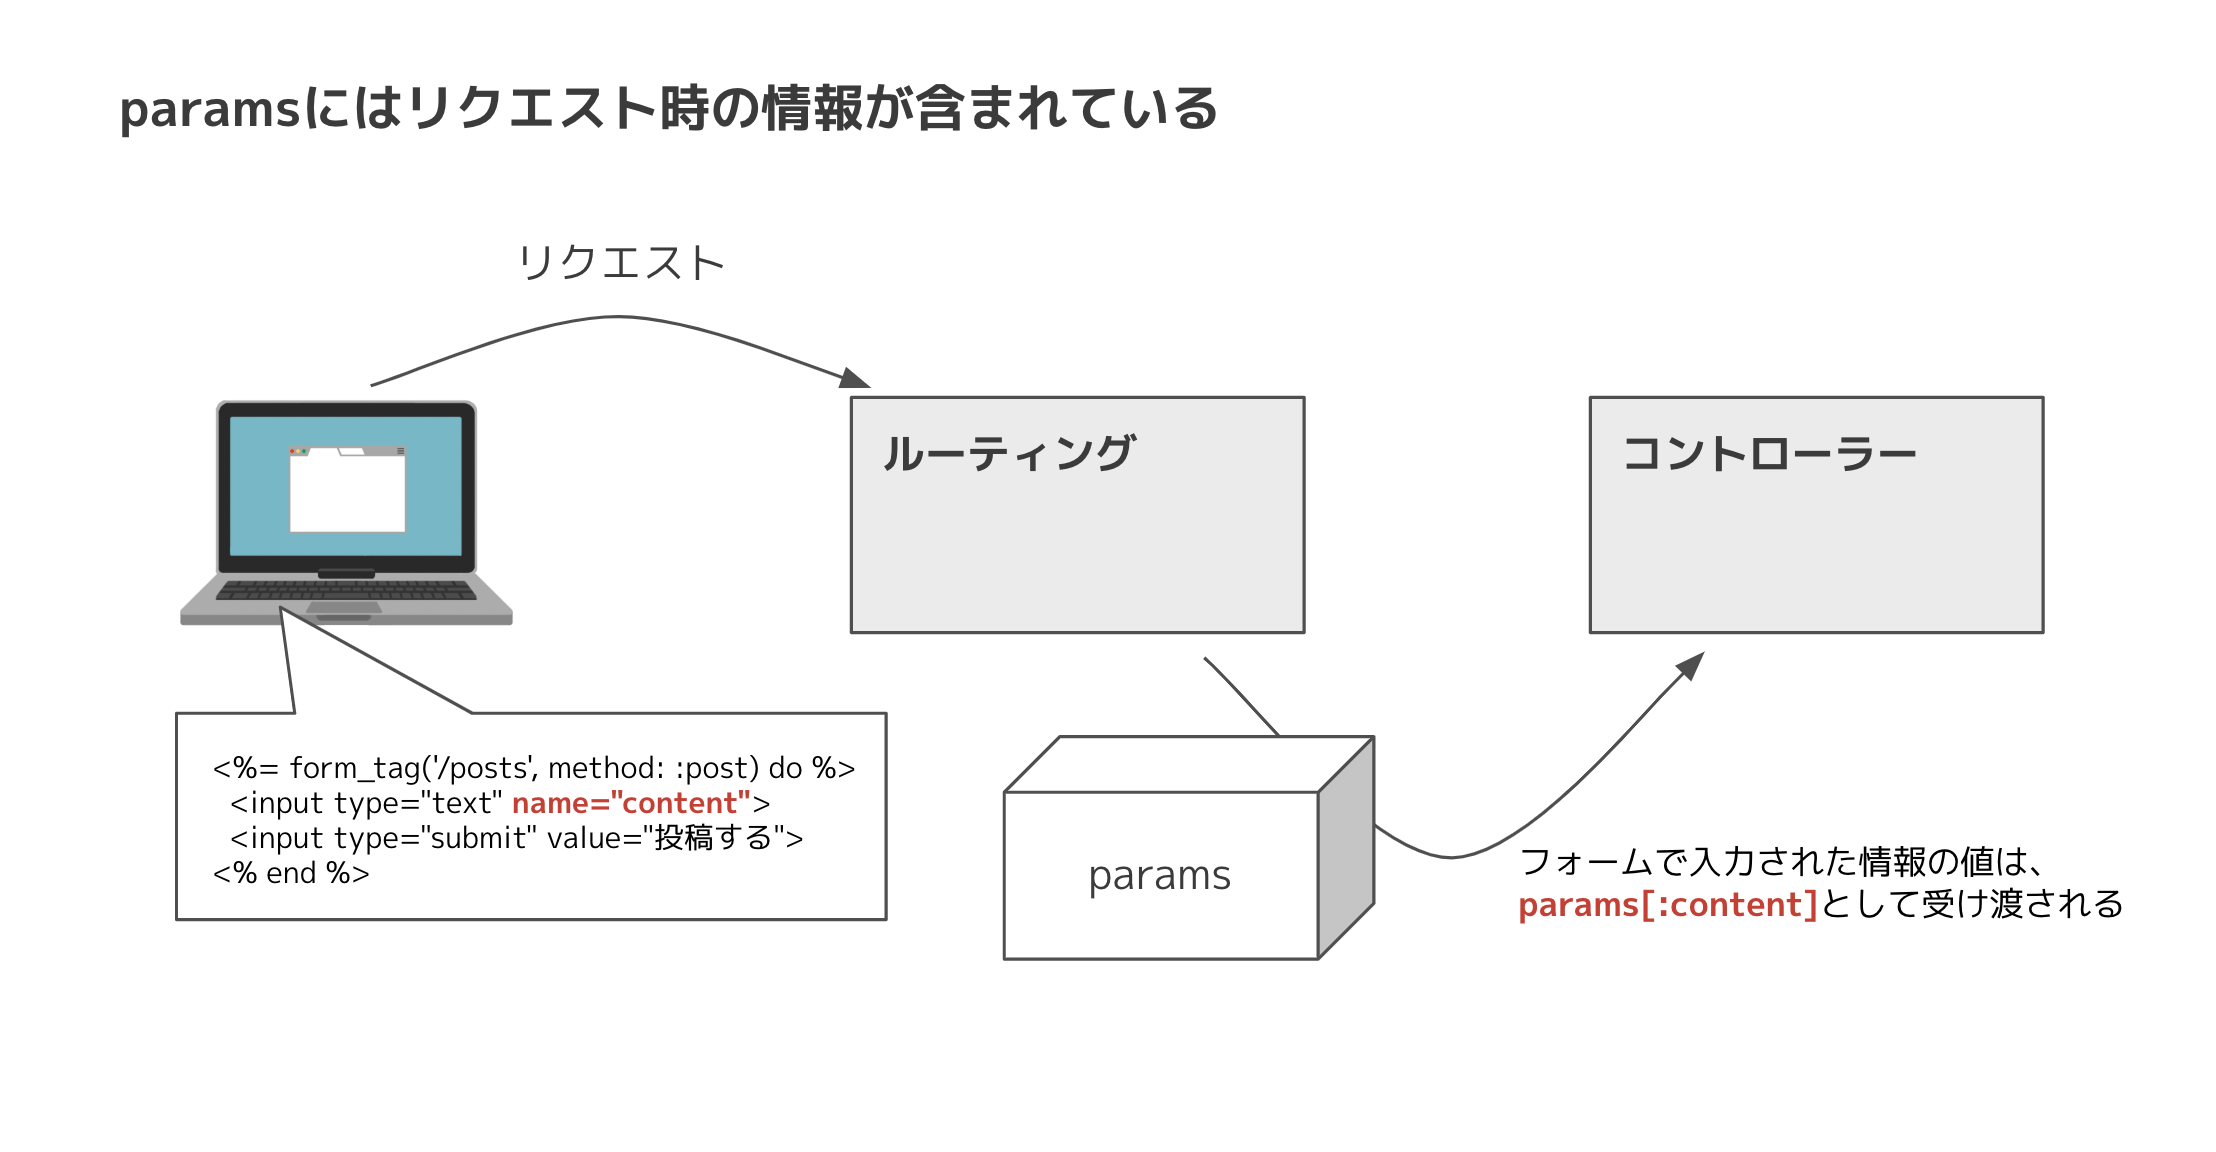 paramsにはリクエスト時の情報が含まれている
リクエスト
ルーティング
コントローラー
<%= form_tag('/posts', method: :post) do %>
<input type="text" name="content">
<input type="submit" value="投稿する">
<% end %>
params
フォームで入力された情報の値は、
params[:content]として受け渡される